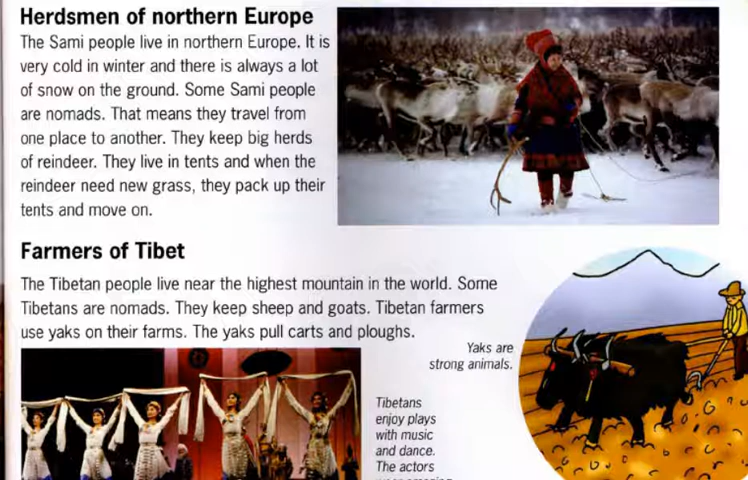 Herdsmen of northern Europe
The Sami people live in northern Europe. It is
very cold in winter and there is always a lot
of snow on the ground. Some Sami people
are nomads. That means they travel from
one place to another. They keep big herds
of reindeer. They live in tents and when the
reindeer need new grass, they pack up their
tents and move on.
Farmers of Tibet
The Tibetan people live near the highest mountain in the world. Some
Tibetans are nomads. They keep sheep and goats. Tibetan farmers
use yaks on their farms. The yaks pull carts and ploughs.
Yaks are
strong animals.
Tibetans
enjoy plays
with music
and dance.
The actors